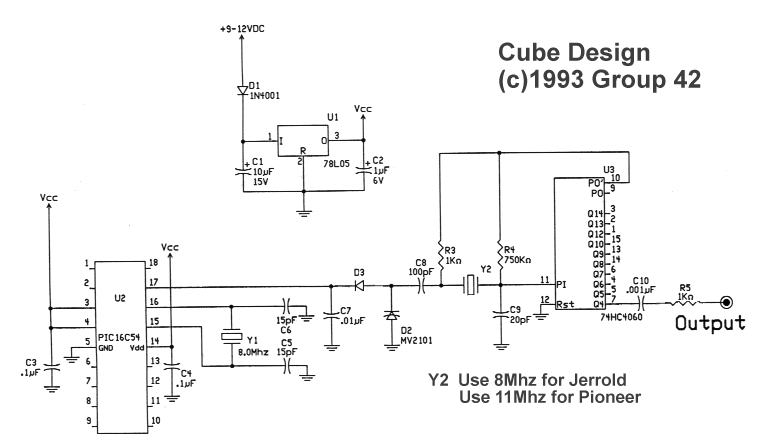 +9-12VDC
Cube Design
(c)1993 Group 42
D1
1N4001
U1
Vcc
1 I O 3
R
2
78L05
+ C1
10µF
15V
+ C2
1µF
6V
U3
PO' 10
PO 9
Q14 3
Q13 2
Q12 1
Q10 15
Q9 13
Q8 14
Q7 6
Q6 4
Q5 5
Q4 7
11 PI
12 Rst
74HC4060
R3
1KΩ
R4
750KΩ
C8
100pF
Y2
C9
20pF
C10
.001µF
R5
1KΩ
Output
Vcc
Vcc
1
2
3
4
5
6
7
8
9
18
17
16
15
14
13
12
11
10
U2
PIC16C54
GND
Vdd
C3
.1µF
C4
.1µF
Y1
8.0Mhz
15pF
C6
C5
15pF
C7
.01µF
D3
D2
MV2101
Y2 Use 8Mhz for Jerrold
Use 11Mhz for Pioneer